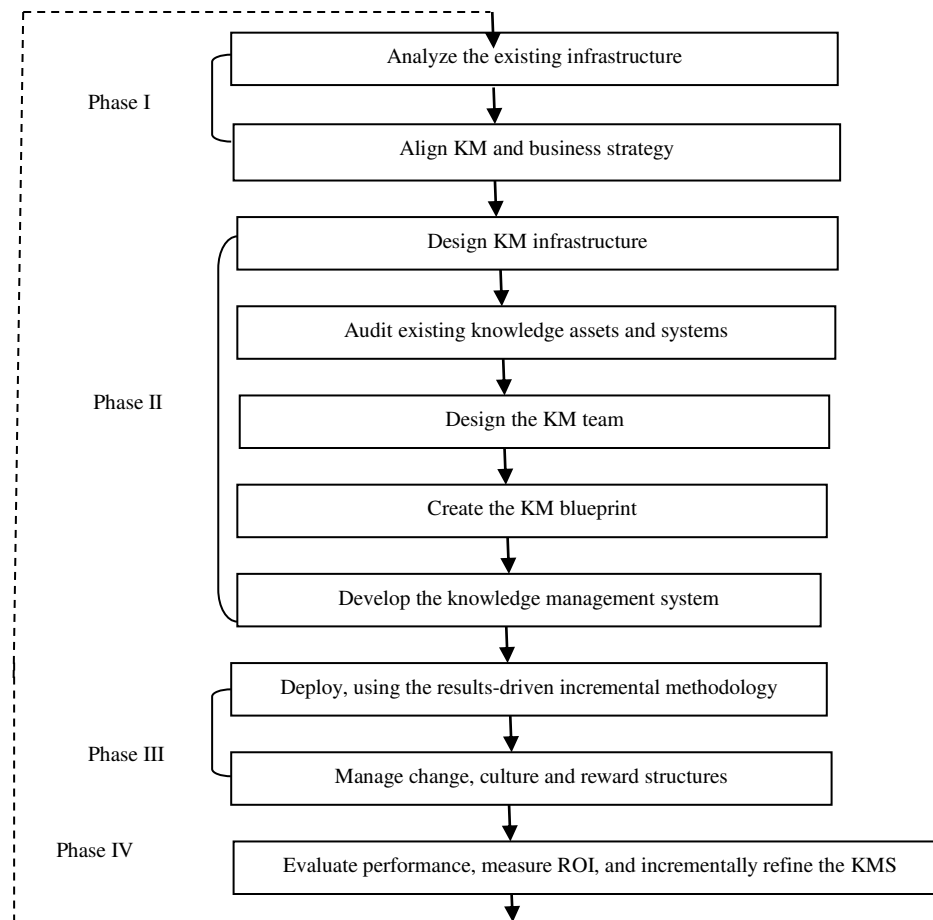 Analyze the existing infrastructure
Phase I
Align KM and business strategy
Design KM infrastructure
Audit existing knowledge assets and systems
Phase II
Design the KM team
Create the KM blueprint
Develop the knowledge management system
Deploy, using the results-driven incremental methodology
Phase III
Manage change, culture and reward structures
Phase IV
Evaluate performance, measure ROI, and incrementally refine the KMS